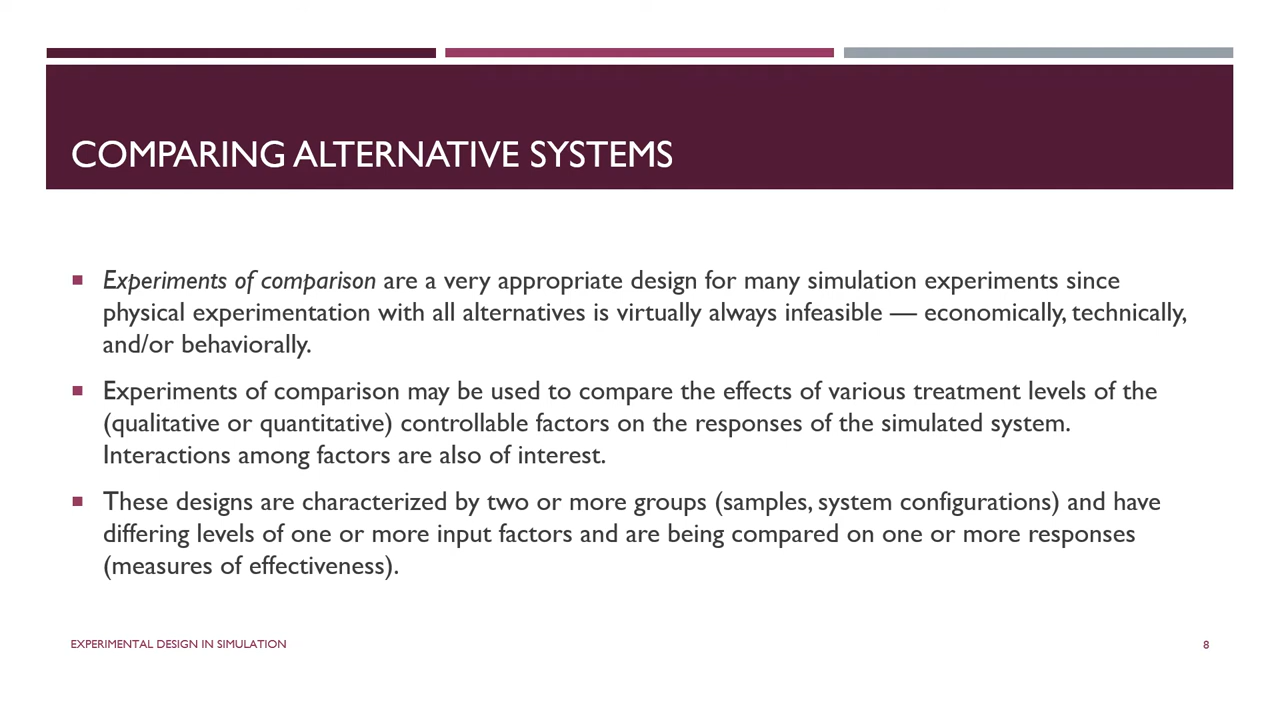 COMPARING ALTERNATIVE SYSTEMS
Experiments of comparison are a very appropriate design for many simulation experiments since
physical experimentation with all alternatives is virtually always infeasible — economically, technically,
and/or behaviorally.
Experiments of comparison may be used to compare the effects of various treatment levels of the
(qualitative or quantitative) controllable factors on the responses of the simulated system.
Interactions among factors are also of interest.
These designs are characterized by two or more groups (samples, system configurations) and have
differing levels of one or more input factors and are being compared on one or more responses
(measures of effectiveness).
EXPERIMENTAL DESIGN IN SIMULATION
8